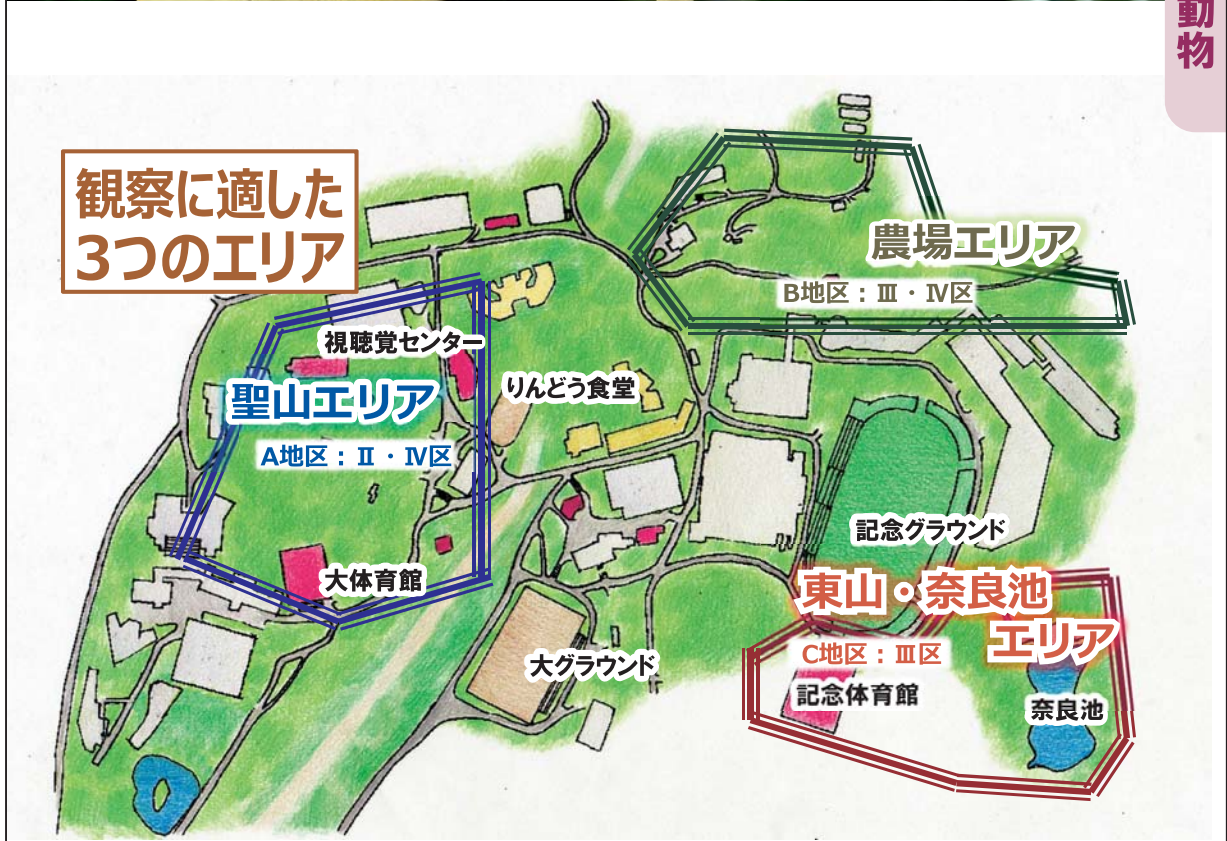 動物
観察に適した
3つのエリア
農場エリア
B地区：Ⅲ・Ⅳ区
視聴覚センター
りんどう食堂
聖山エリア
A地区：Ⅱ・Ⅳ区
記念グラウンド
大体育館
東山・奈良池
エリア
C地区：Ⅲ区
大グラウンド
記念体育館
奈良池